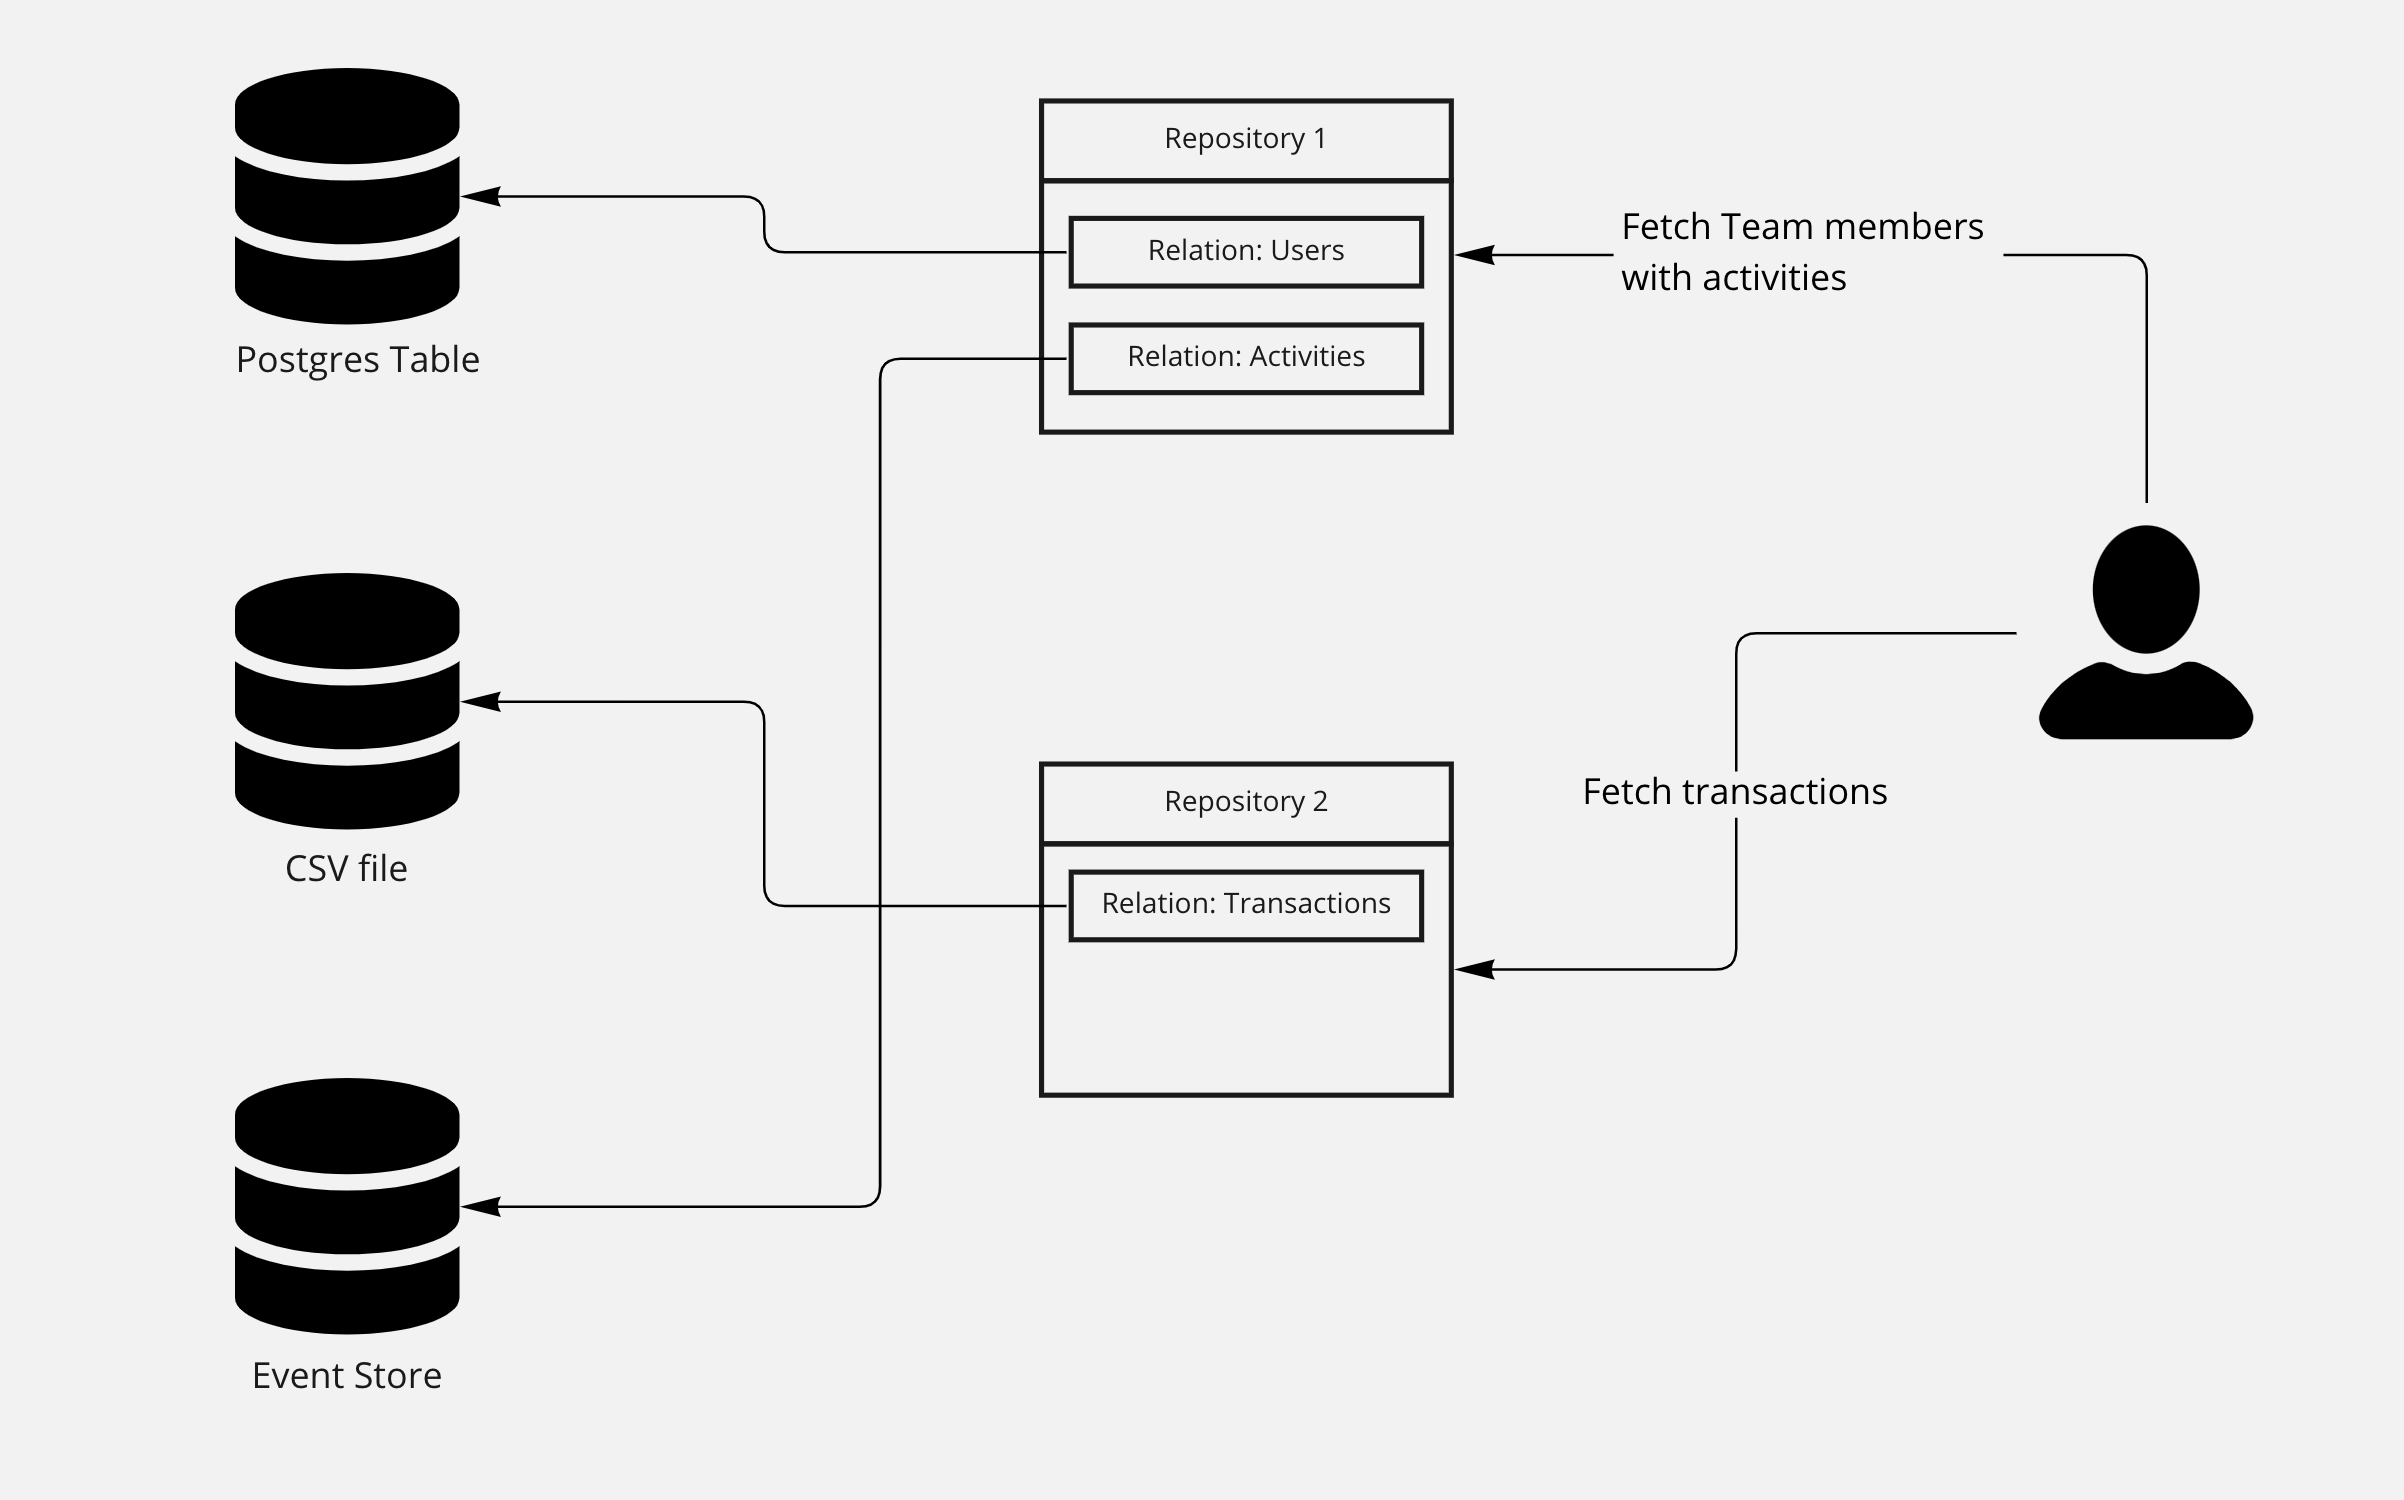 Repository 1
Relation: Users
Relation: Activities
Fetch Team members
with activities
Postgres Table
Repository 2
Relation: Transactions
Fetch transactions
CSV file
Event Store